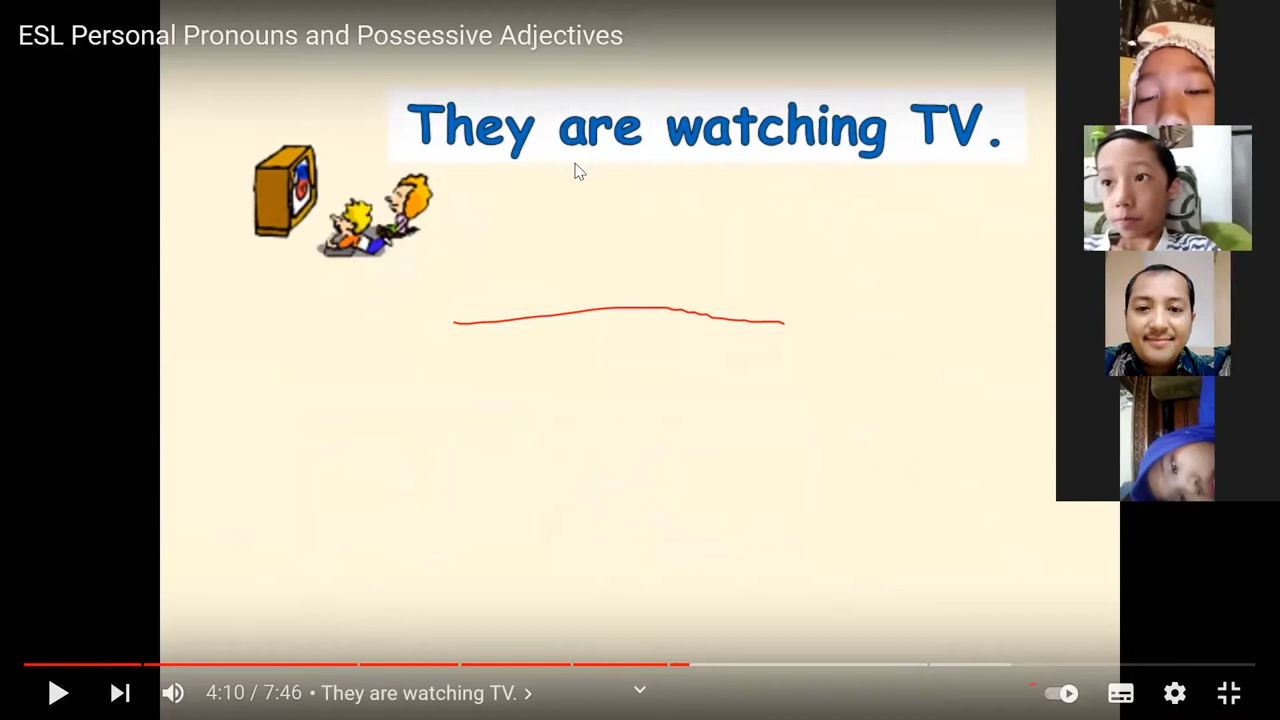 ESL Personal Pronouns and Possessive Adjectives
They are watching TV.
4:10 / 7:46 • They are watching TV. >